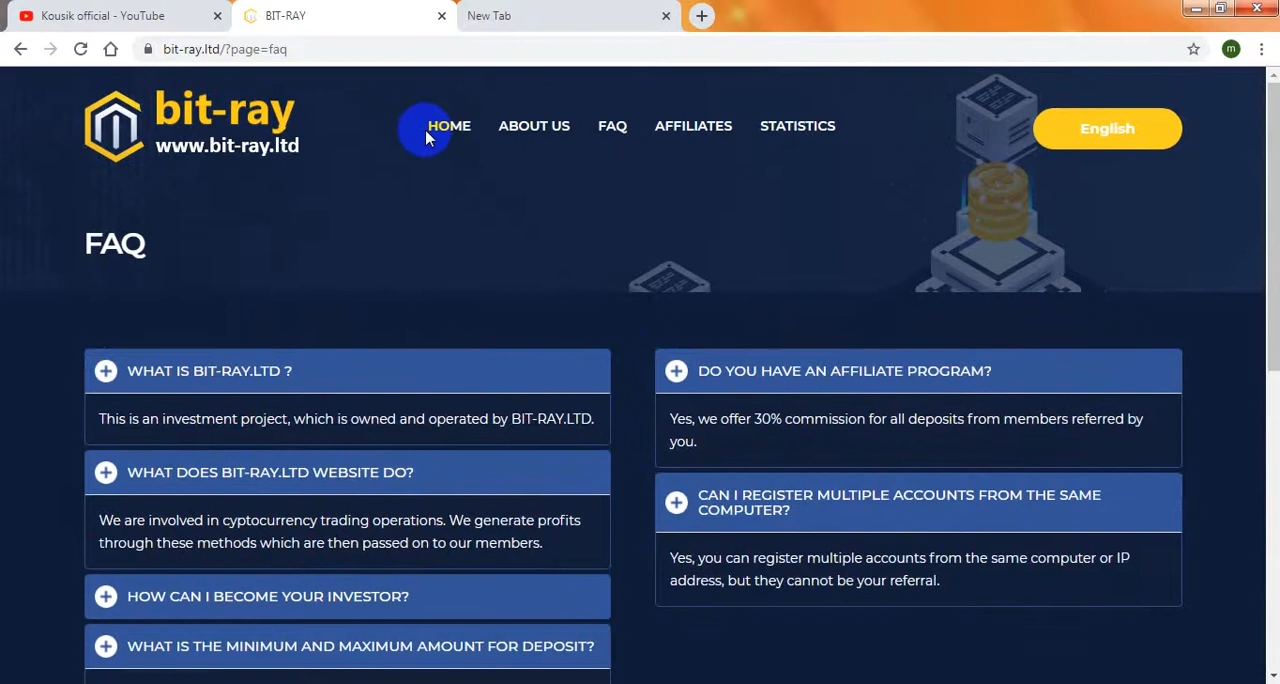 Kousik official - YouTube
BIT-RAY
New Tab
bit-ray.ltd/?page=faq
m
bit-ray
www.bit-ray.ltd
HOME
ABOUT US
FAQ
AFFILIATES
STATISTICS
English
FAQ
WHAT IS BIT-RAY.LTD ?
This is an investment project, which is owned and operated by BIT-RAY.LTD.
WHAT DOES BIT-RAY.LTD WEBSITE DO?
We are involved in cyptocurrency trading operations. We generate profits
through these methods which are then passed on to our members.
HOW CAN I BECOME YOUR INVESTOR?
WHAT IS THE MINIMUM AND MAXIMUM AMOUNT FOR DEPOSIT?
DO YOU HAVE AN AFFILIATE PROGRAM?
Yes, we offer 30% commission for all deposits from members referred by
you.
CAN I REGISTER MULTIPLE ACCOUNTS FROM THE SAME
COMPUTER?
Yes, you can register multiple accounts from the same computer or IP
address, but they cannot be your referral.